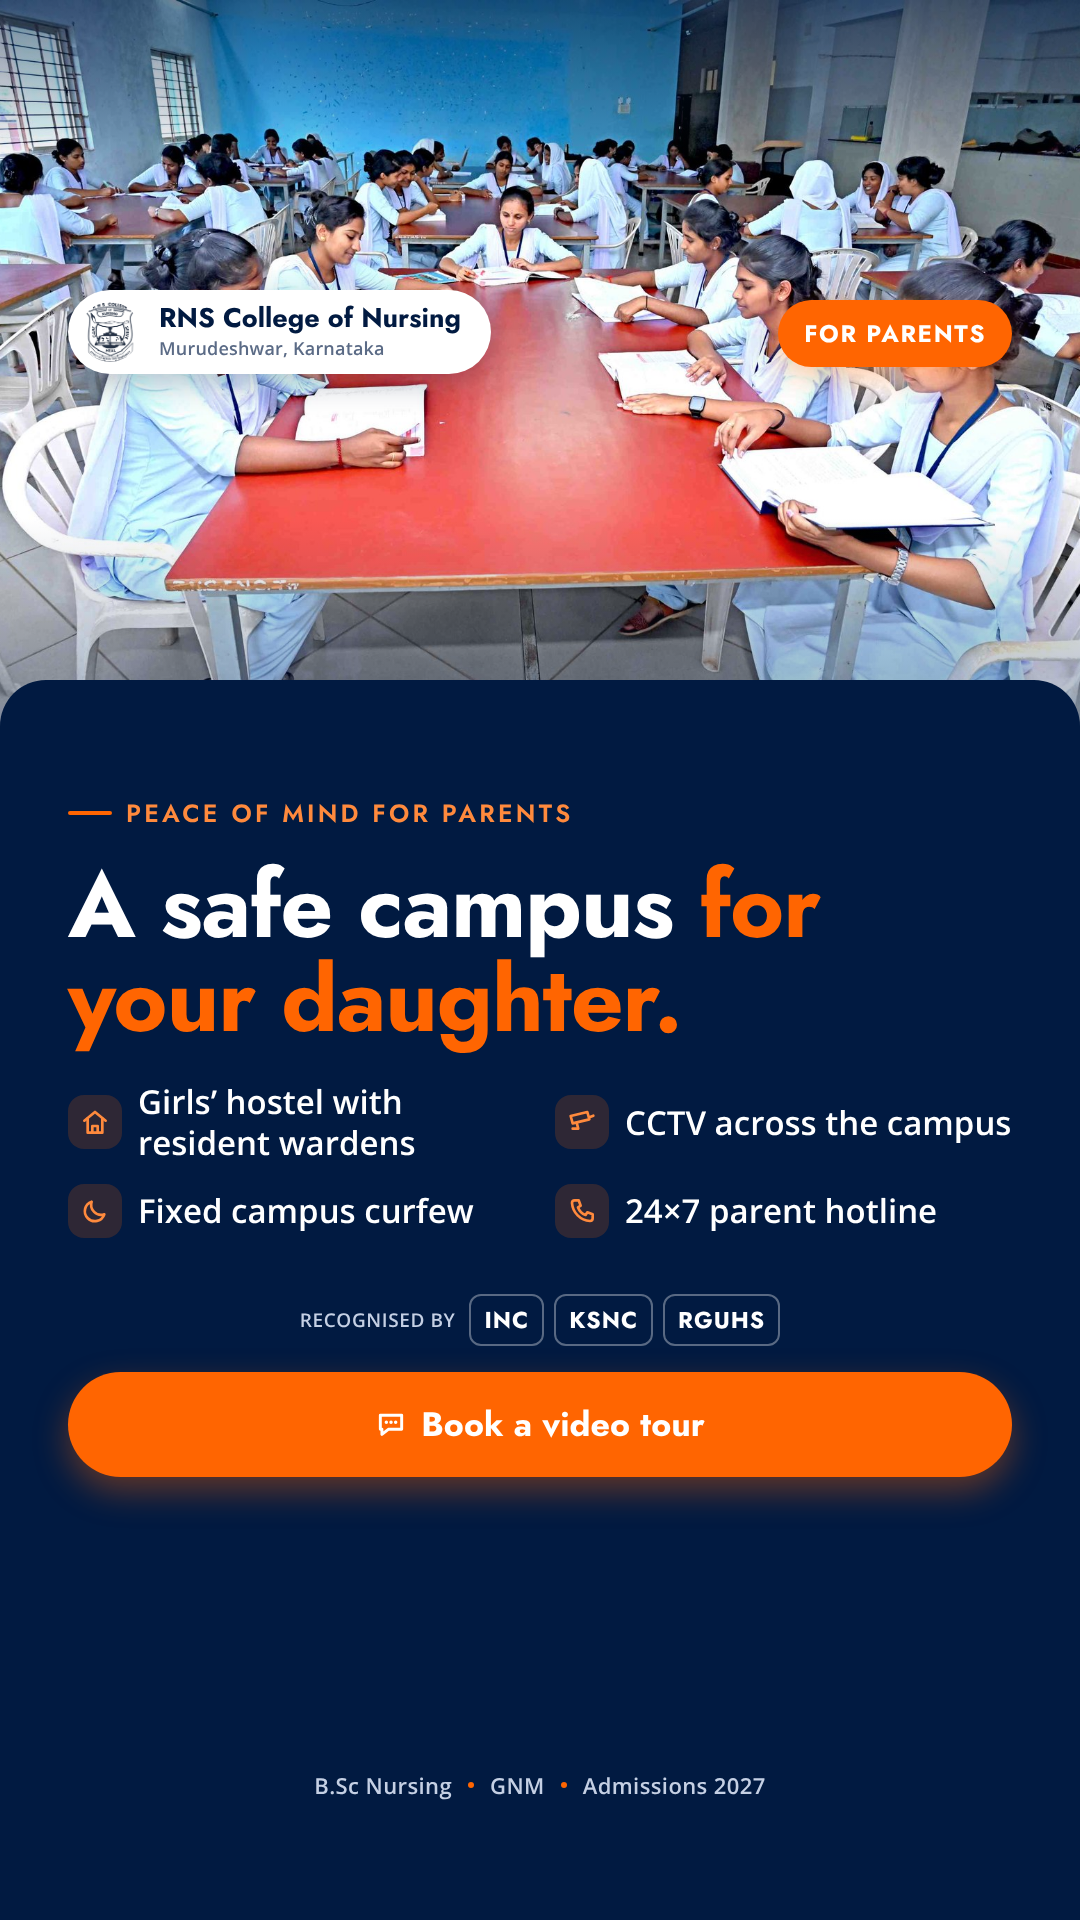 RNS College of Nursing
Murudeshwar, Karnataka
FOR PARENTS
PEACE OF MIND FOR PARENTS
A safe campus for
your daughter.
Girls’ hostel with
resident wardens
CCTV across the campus
Fixed campus curfew
24×7 parent hotline
RECOGNISED BY INC KSNC RGUHS
Book a video tour
B.Sc Nursing • GNM • Admissions 2027